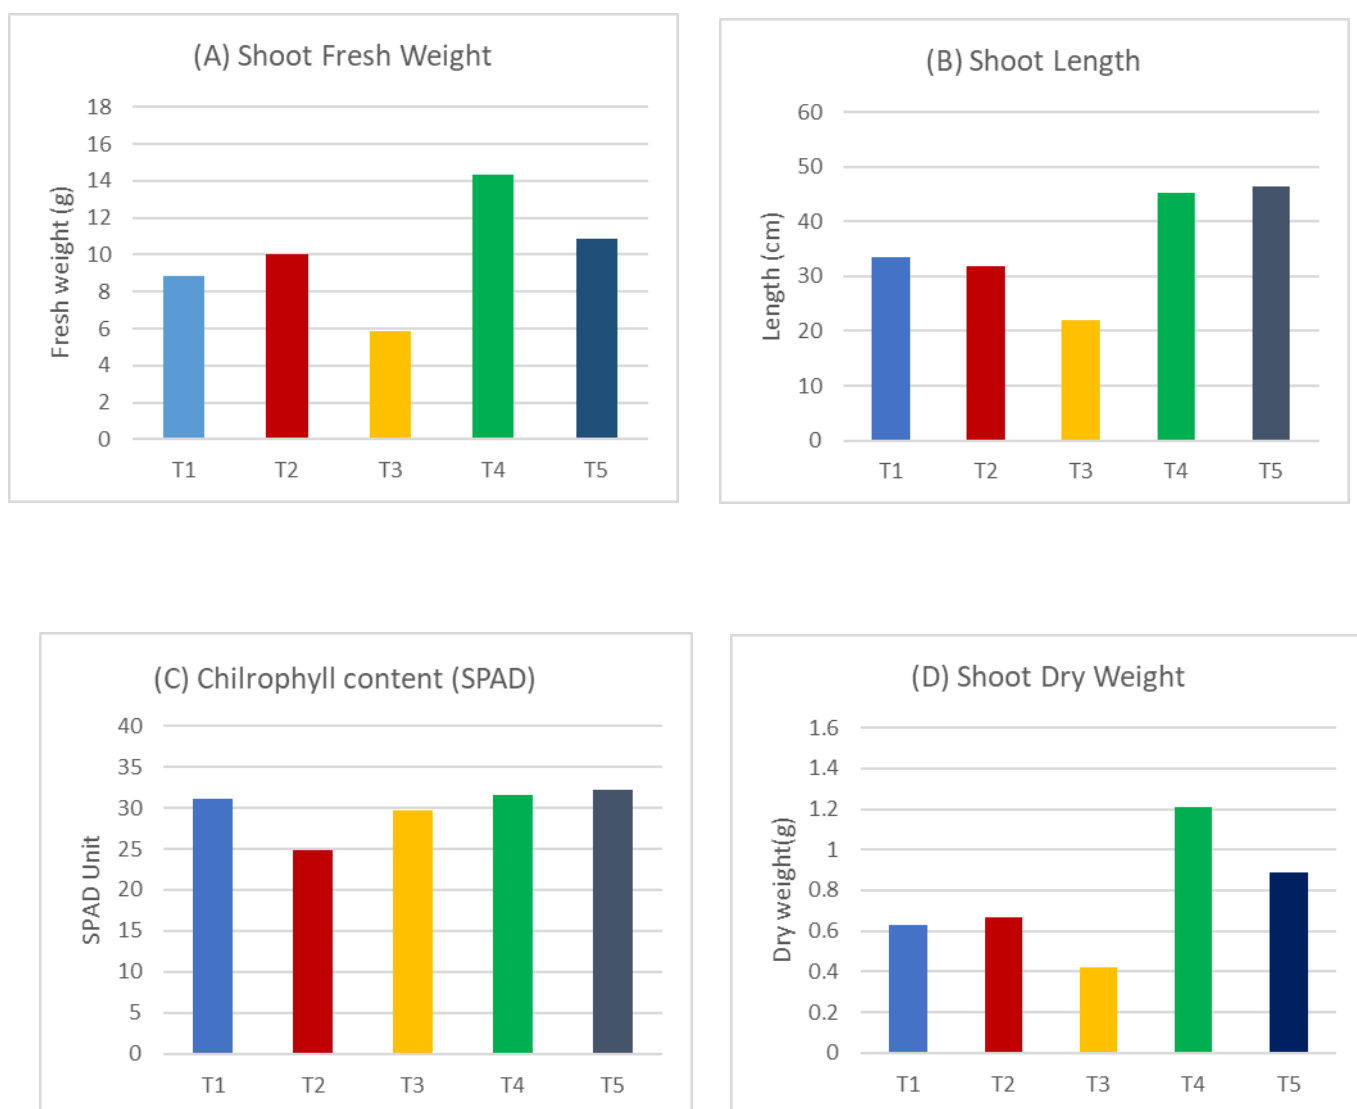 (A) Shoot Fresh Weight
18
16
14
12
10
8
6
4
2
0
Fresh weight (g)
T1 T2 T3 T4 T5
(B) Shoot Length
60
50
40
30
20
10
0
Length (cm)
T1 T2 T3 T4 T5
(C) Chilrophyll content (SPAD)
40
35
30
25
20
15
10
5
0
SPAD Unit
T1 T2 T3 T4 T5
(D) Shoot Dry Weight
1.6
1.4
1.2
1
0.8
0.6
0.4
0.2
0
Dry weight(g)
T1 T2 T3 T4 T5